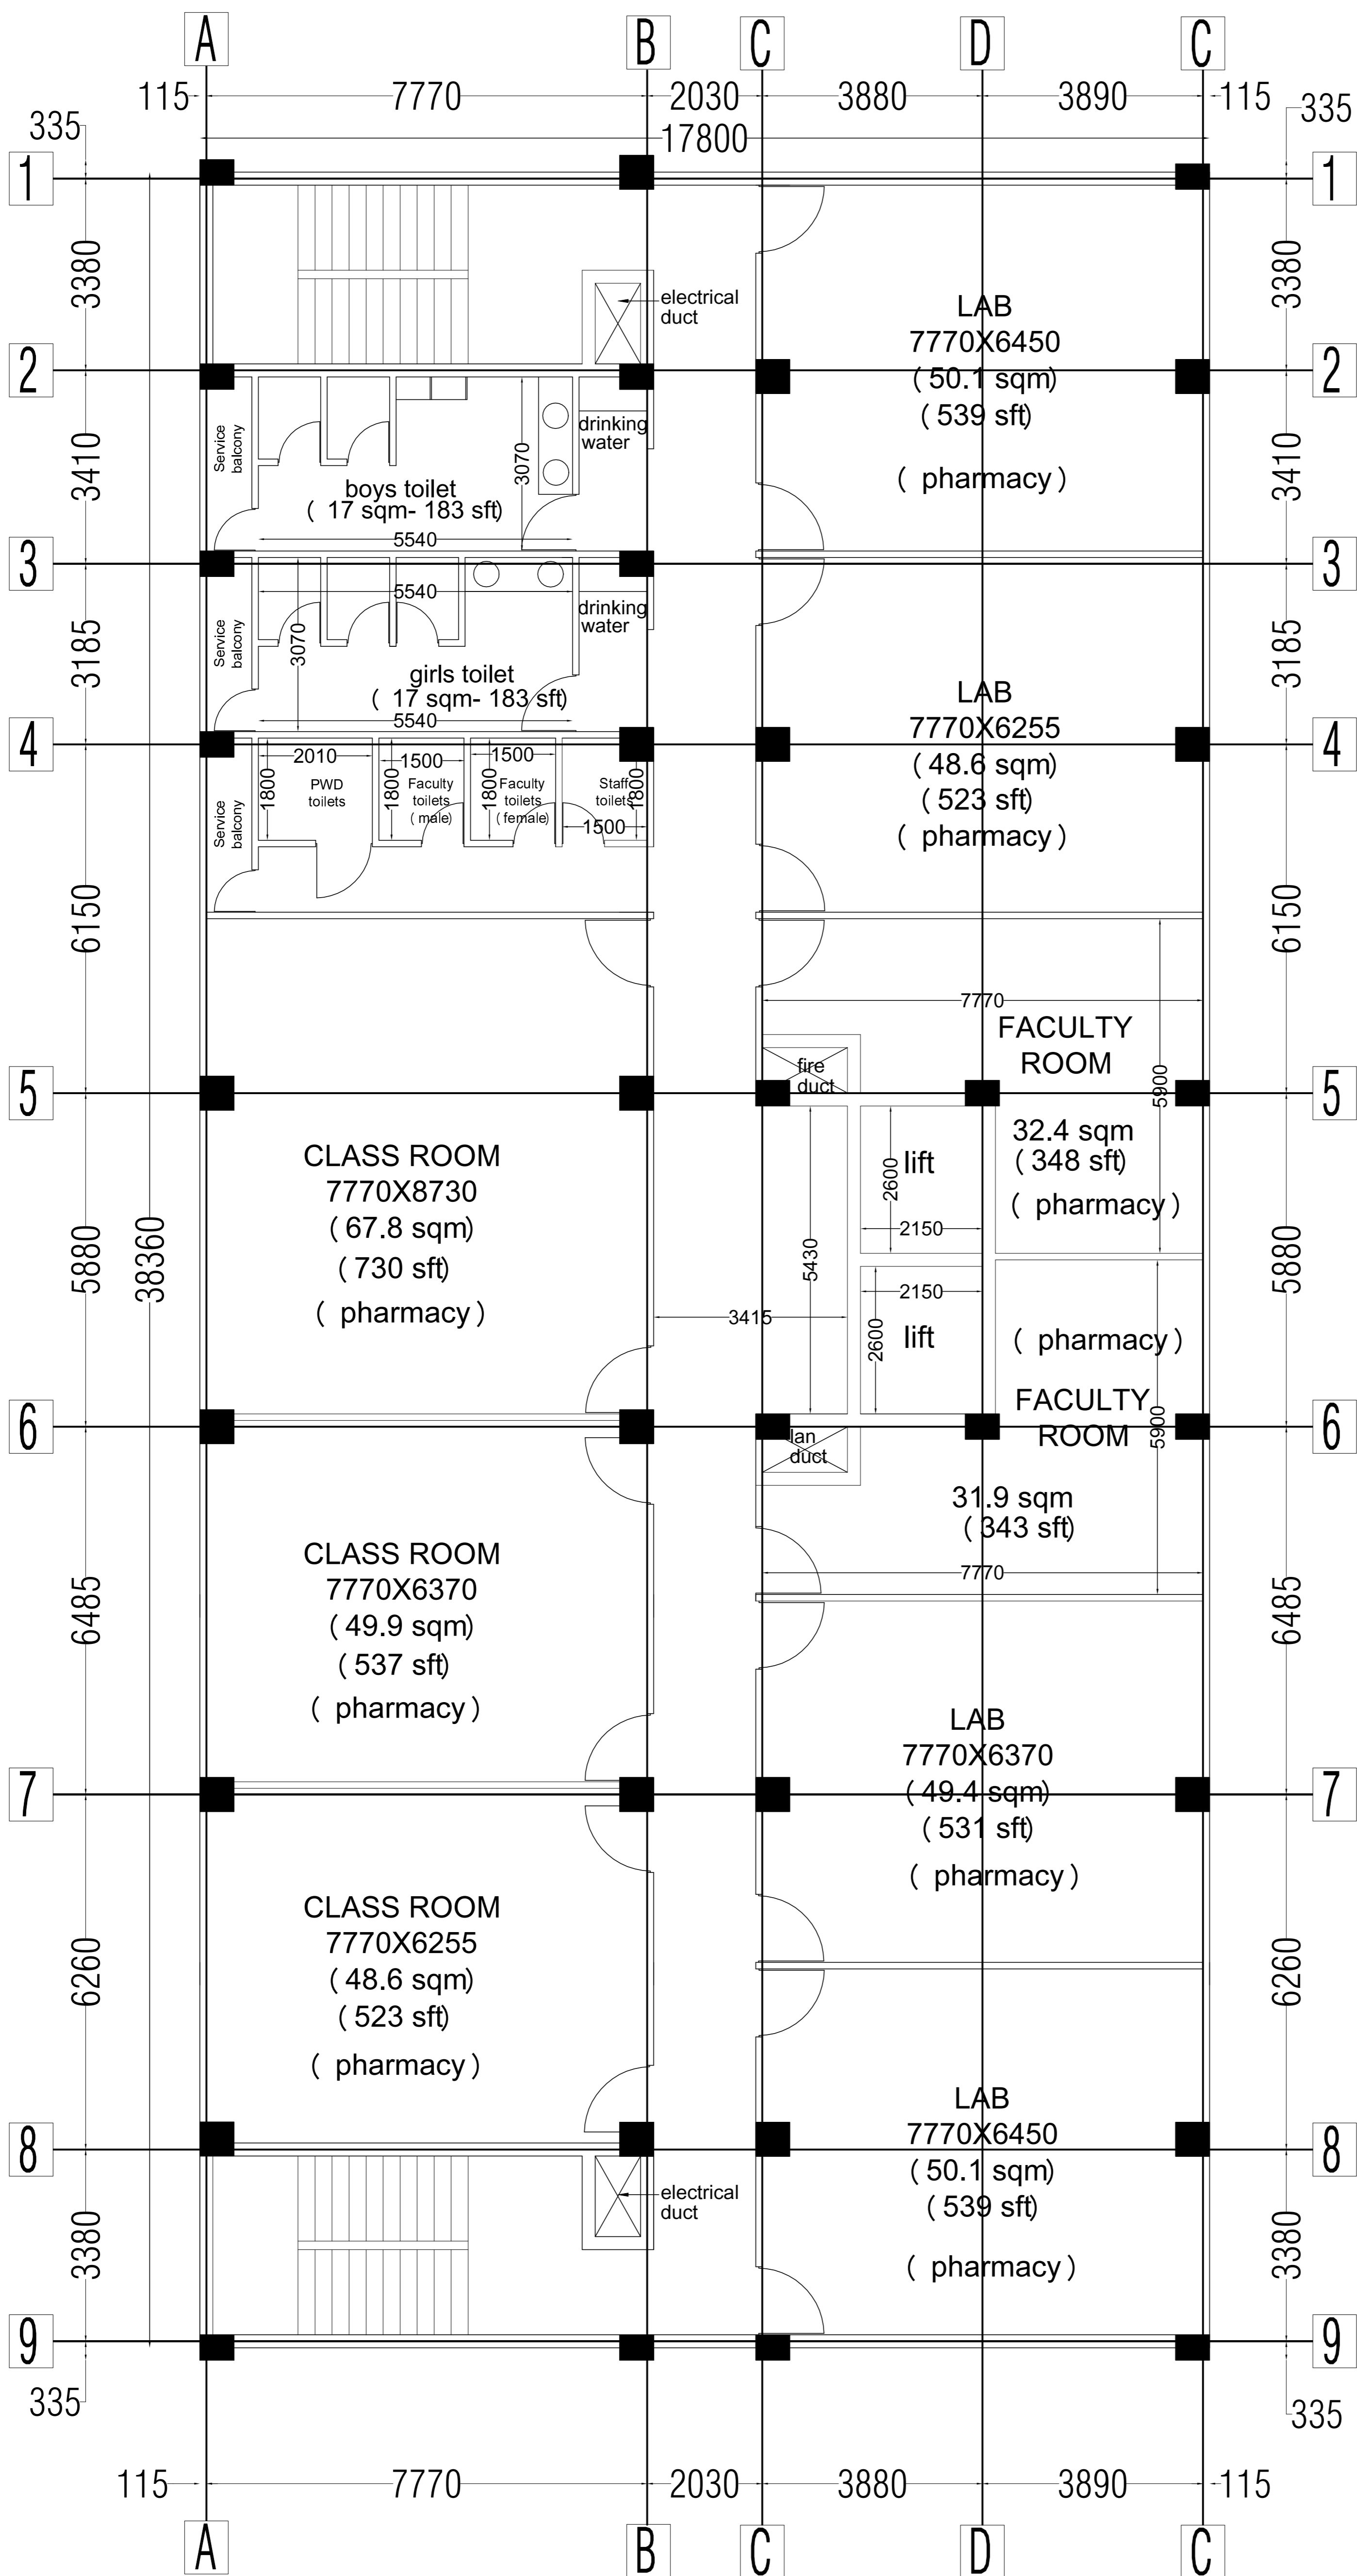 A B C D C
115 7770 2030 3880 3890 115
335 17800 335
1 1
3380 3380
electrical
duct
LAB
7770X6450
( 50.1 sqm)
( 539 sft)
( pharmacy )
2 2
3410 3410
Service
balcony
drinking
water
3070
boys toilet
( 17 sqm- 183 sft)
5540
3 3
3185 3185
Service
balcony
5540
drinking
water
3070
girls toilet
( 17 sqm- 183 sft)
5540
LAB
7770X6255
( 48.6 sqm)
( 523 sft)
( pharmacy )
4 4
6150 6150
Service
balcony
1800
2010
PWD
toilets
1800
1500
Faculty
toilets
( male)
1800
1500
Faculty
toilets
( female)
Staff
toilets
1800
1500
7770
FACULTY
ROOM
5900
fire
duct
5 5
5880 5880
38360
32.4 sqm
( 348 sft)
( pharmacy )
CLASS ROOM
7770X8730
( 67.8 sqm)
( 730 sft)
( pharmacy )
2600
lift
2150
5430
3415
2150
2600
lift
( pharmacy )
FACULTY
ROOM
5900
6 6
6485 6485
lan
duct
31.9 sqm
( 343 sft)
7770
CLASS ROOM
7770X6370
( 49.9 sqm)
( 537 sft)
( pharmacy )
LAB
7770X6370
( 49.4 sqm)
( 531 sft)
( pharmacy )
7 7
6260 6260
CLASS ROOM
7770X6255
( 48.6 sqm)
( 523 sft)
( pharmacy )
LAB
7770X6450
( 50.1 sqm)
( 539 sft)
( pharmacy )
8 8
3380 3380
electrical
duct
9 9
335 335
115 7770 2030 3880 3890 115
A B C D C